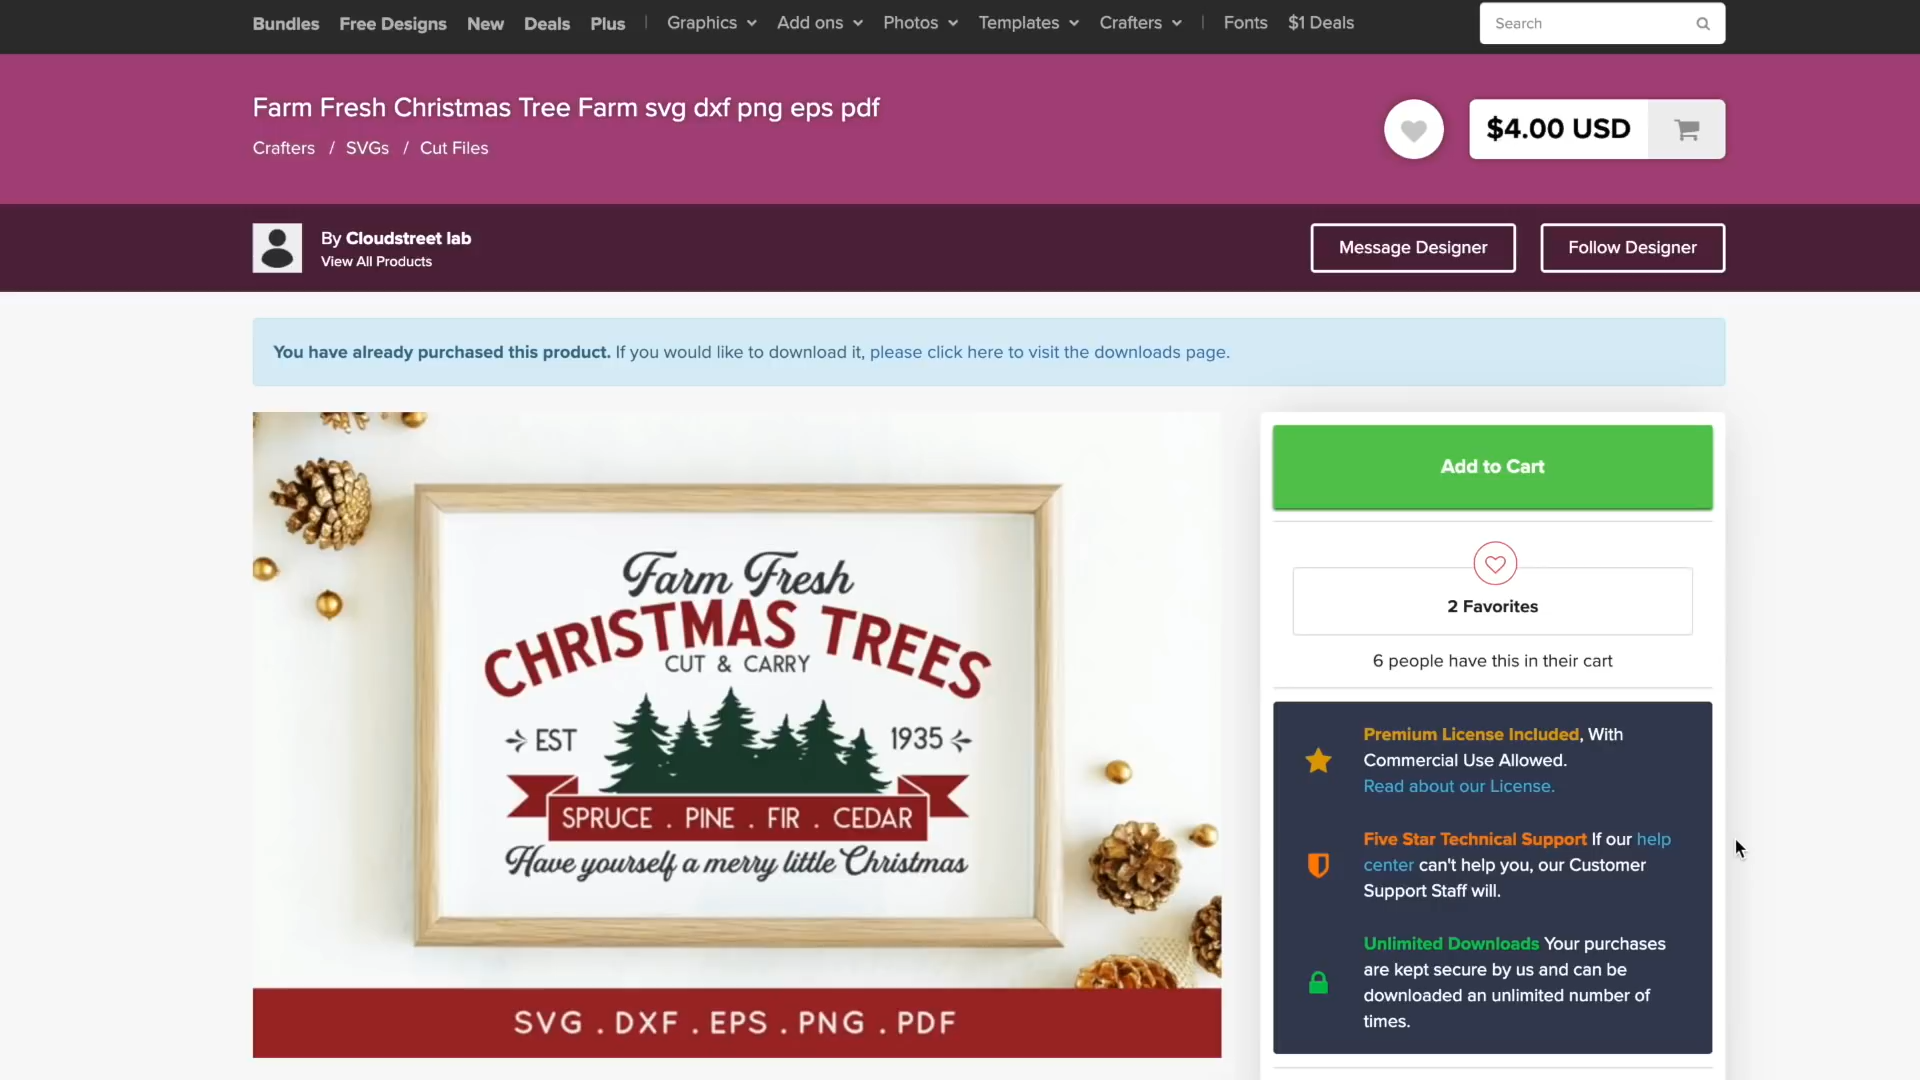 Bundles Free Designs New Deals Plus Graphics Add ons Photos Templates Crafters Fonts $1 Deals Search
Farm Fresh Christmas Tree Farm svg dxf png eps pdf
$4.00 USD
Crafters / SVGs / Cut Files
By Cloudstreet lab
View All Products
Message Designer Follow Designer
You have already purchased this product. If you would like to download it, please click here to visit the downloads page.
Farm Fresh
CHRISTMAS TREES
CUT & CARRY
EST 1935
SPRUCE . PINE . FIR . CEDAR
Have yourself a merry little Christmas
SVG . DXF . EPS . PNG . PDF
Add to Cart
2 Favorites
6 people have this in their cart
Premium License Included, With
Commercial Use Allowed.
Read about our License.
Five Star Technical Support If our help
center can't help you, our Customer
Support Staff will.
Unlimited Downloads Your purchases
are kept secure by us and can be
downloaded an unlimited number of
times.